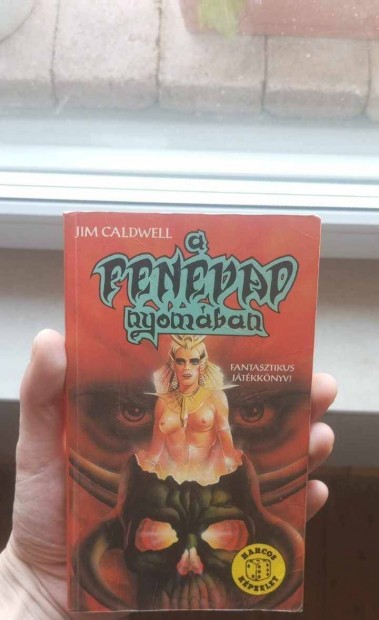 JIM CALDWELL
a
FENEVAD
nyomában
FANTASZTIKUS
JÁTÉKKÖNYV!
HARCOS
KÉPZELET